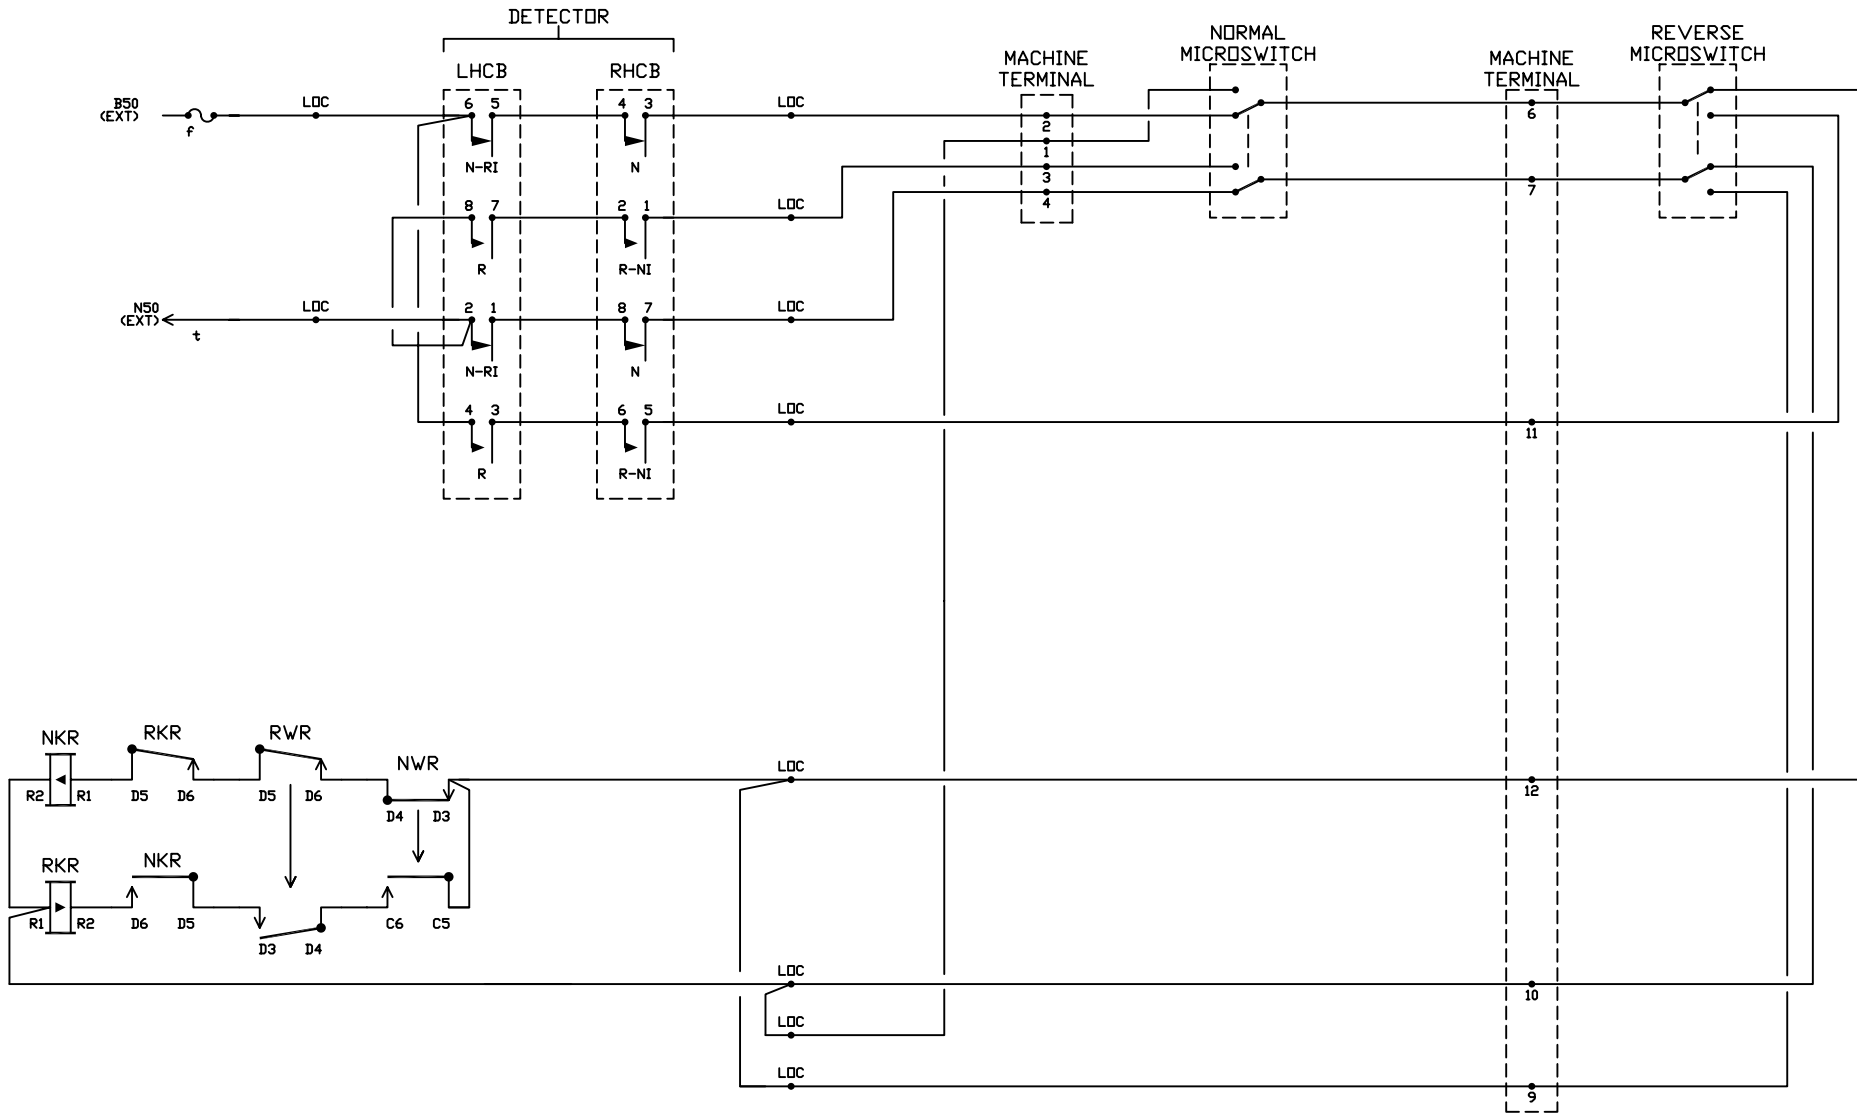 DETECTOR
LHCB
RHCB
MACHINE
TERMINAL
NORMAL
MICROSWITCH
MACHINE
TERMINAL
REVERSE
MICROSWITCH
B50
(EXT)
f
LOC
6 5
4 3
LOC
2
6
N-RI
N
1
3
7
4
8 7
2 1
LOC
R
R-NI
N50
(EXT)
t
LOC
2 1
8 7
LOC
N-RI
N
4 3
6 5
LOC
11
R
R-NI
NKR
RKR
RWR
NWR
LOC
R2 R1
D5 D6
D5 D6
D4 D3
12
RKR
NKR
R1 R2
D6 D5
D3 D4
C6 C5
LOC
10
LOC
LOC
9